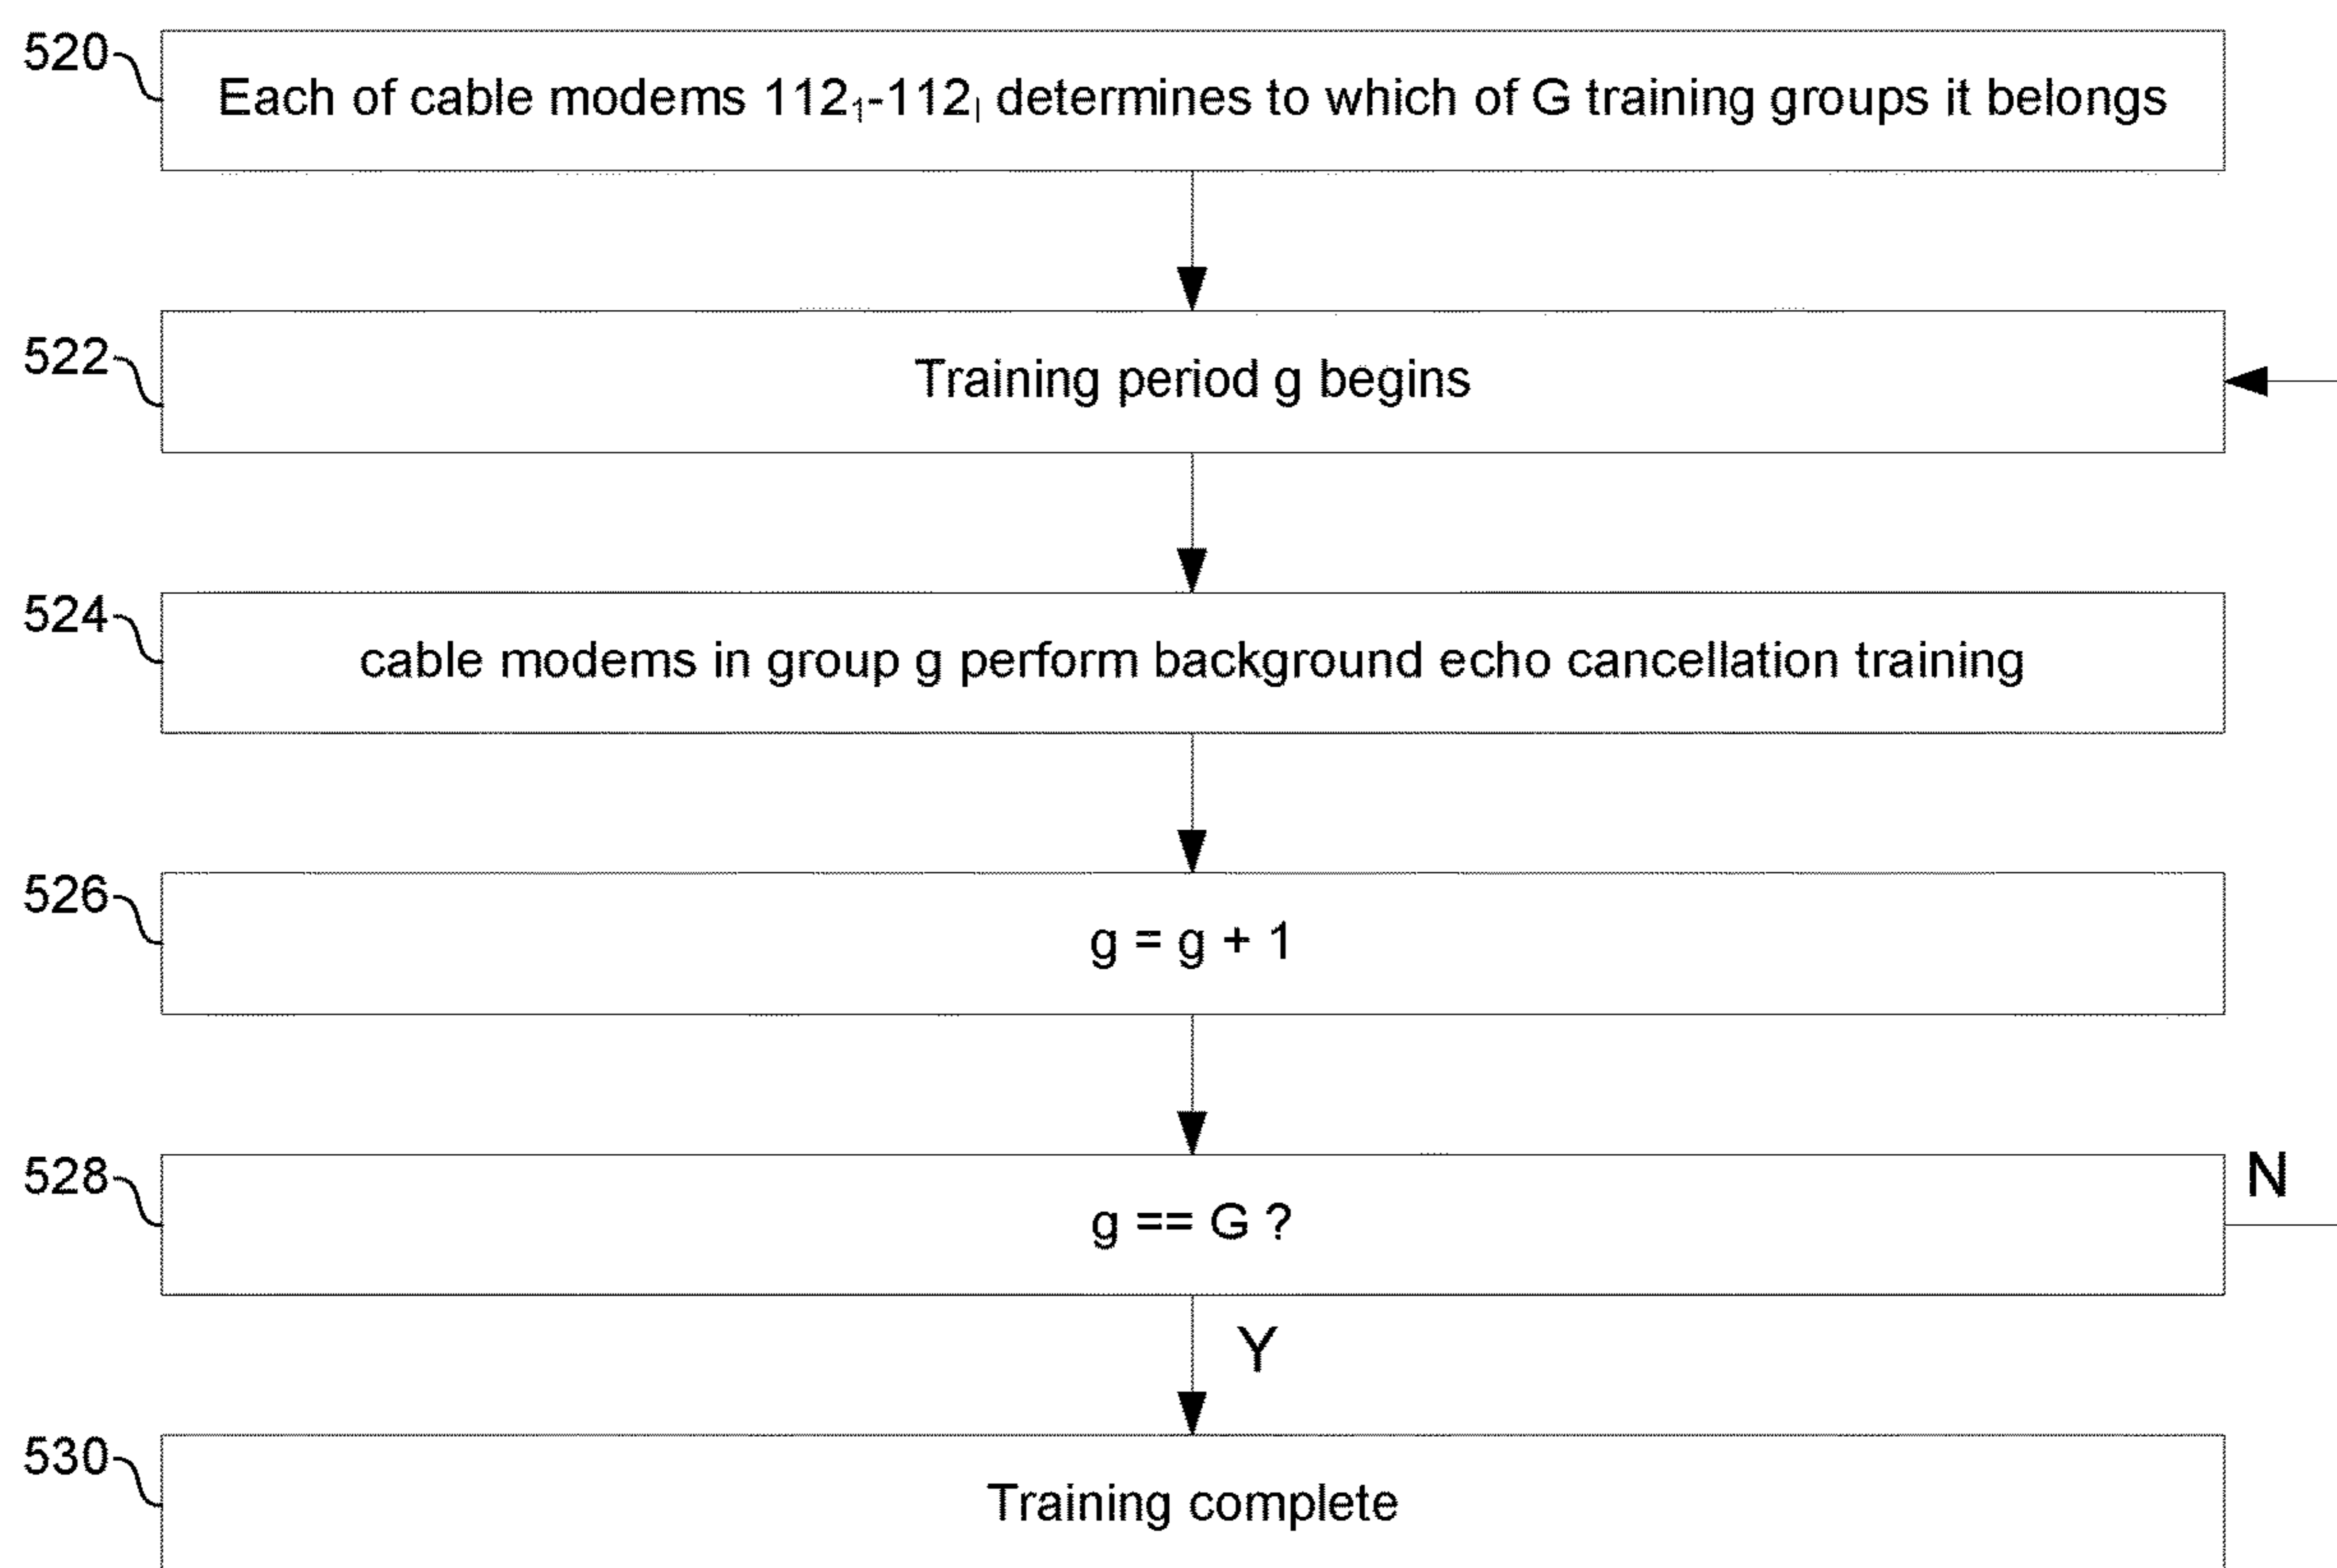 520
Each of cable modems 112₁-112ₗ determines to which of G training groups it belongs
522
Training period g begins
524
cable modems in group g perform background echo cancellation training
526
g = g + 1
528
g == G ?
N
Y
530
Training complete